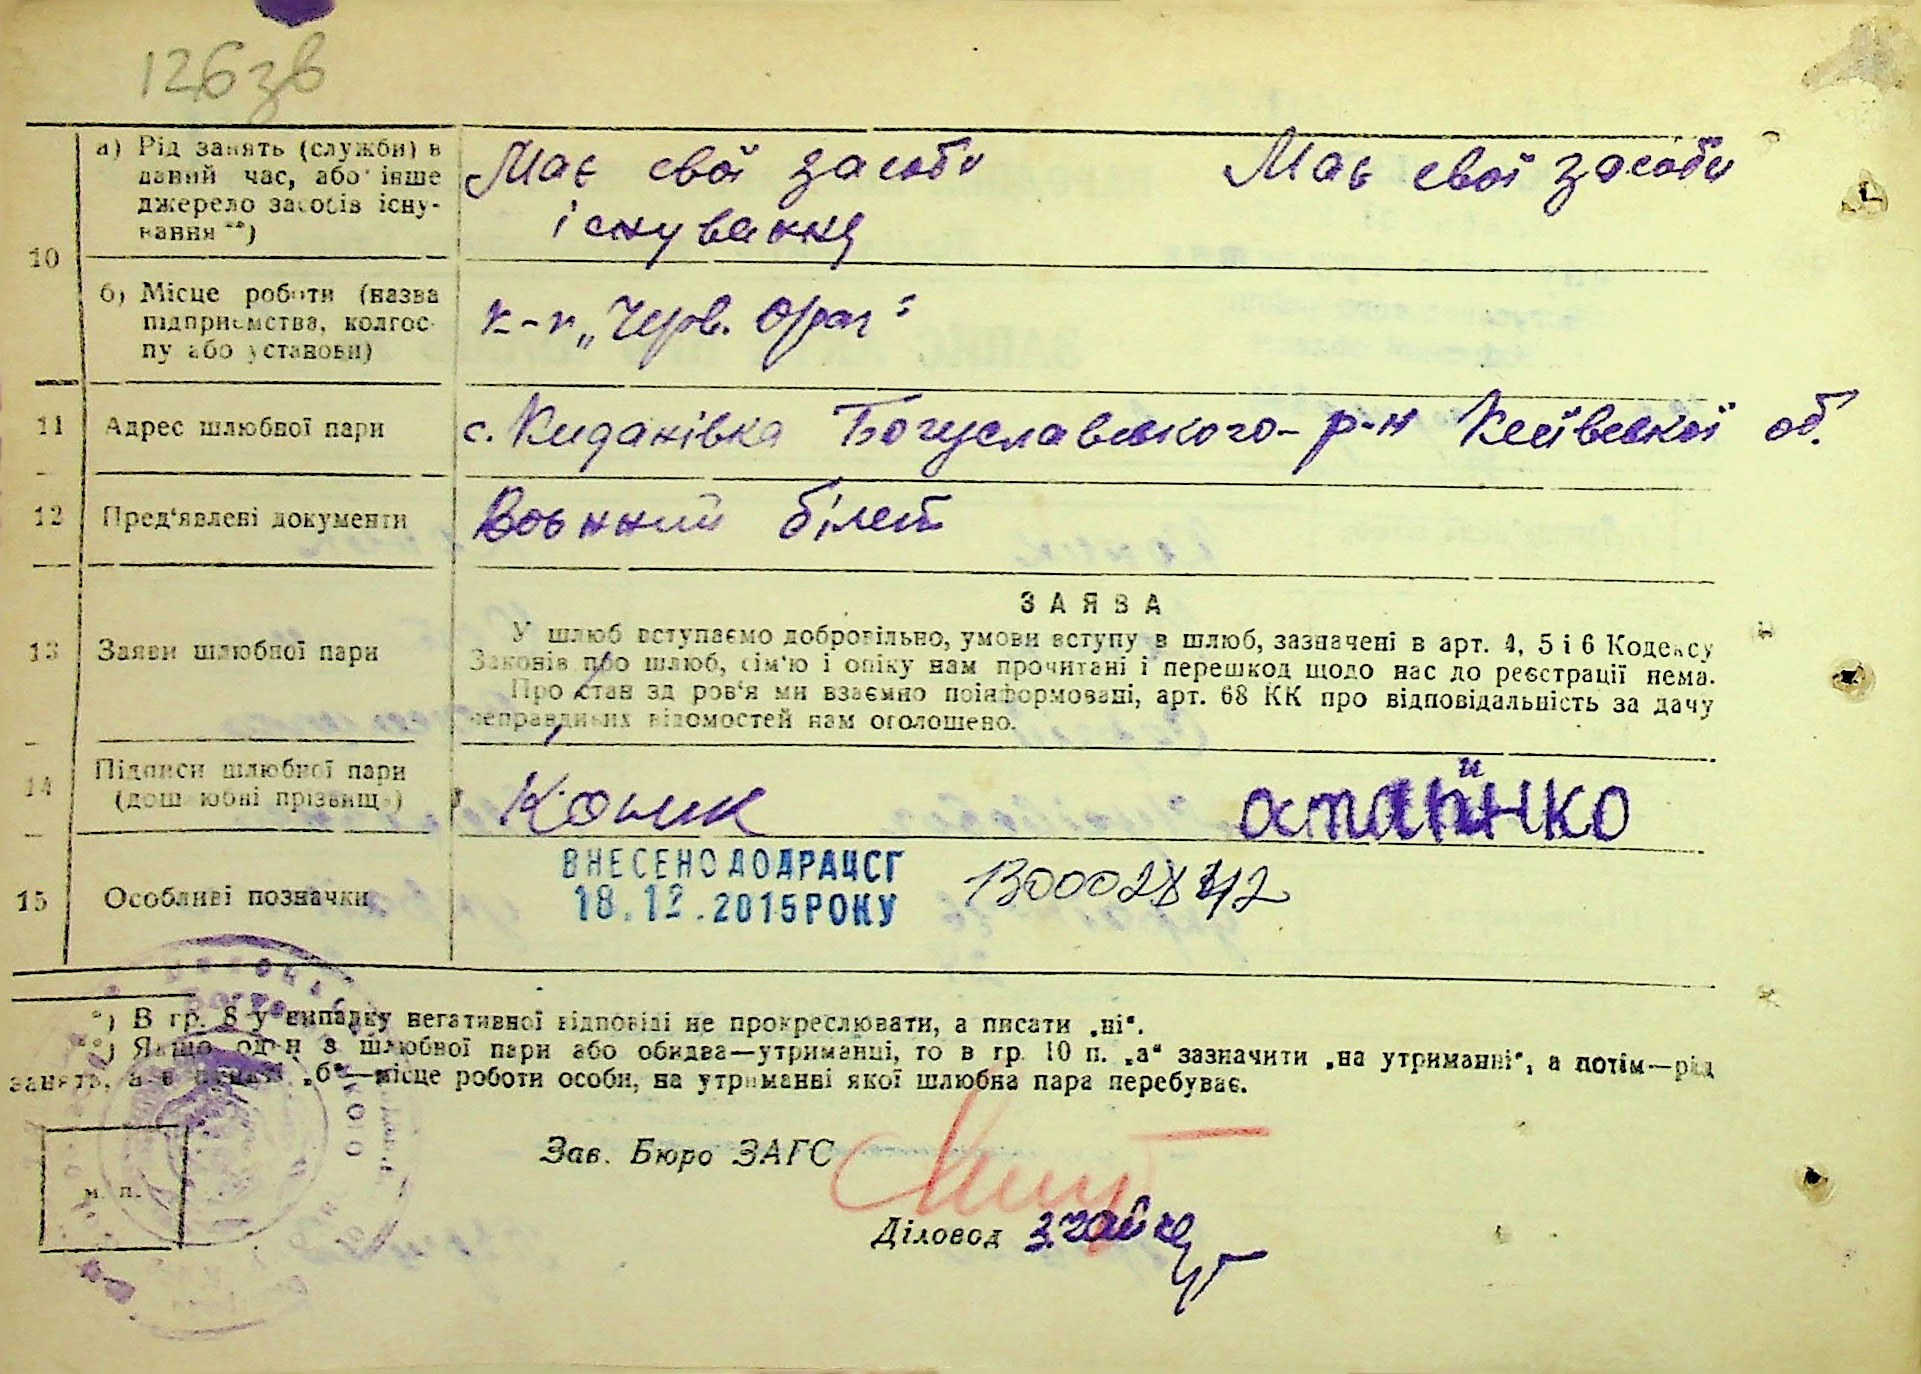 126зв
а) Рід занять (служби) в Має свої засоби Має свої засоби
даний час, або інше
джерело засобів існу- існування
вання **)
10
б) Місце роботи (назва к-п „Черв. Орач"
підприємства, колгос-
пу або установи)
11 Адрес шлюбної пари с. Киданівка Богуславського р-н Київської об.
12 Пред'явлені документи Воєнний білет
ЗАЯВА
13 Заяви шлюбної пари У шлюб вступаємо добровільно, умови вступу в шлюб, зазначені в арт. 4, 5 і 6 Кодексу
Законів про шлюб, сім'ю і опіку нам прочитані і перешкод щодо нас до реєстрації нема.
Про стан здоров'я ми взаємно поінформовані, арт. 68 КК про відповідальність за дачу
неправдивих відомостей нам оголошено.
14 Підписи шлюбної пари
(дошлюбні прізвища)
ВНЕСЕНО ДО ДРАЦСГ
15 Особливі позначки 18.12.2015 РОКУ
*) В гр. 8 у випадку негативної відповіді не прокреслювати, а писати „ні".
**) Якщо один з шлюбної пари або обидва—утриманці, то в гр. 10 п. „а" зазначити „на утриманні", а потім—рід
занять, а в пункті „б"—місце роботи особи, на утриманні якої шлюбна пара перебуває.
Зав. Бюро ЗАГС
м. п.
Діловод